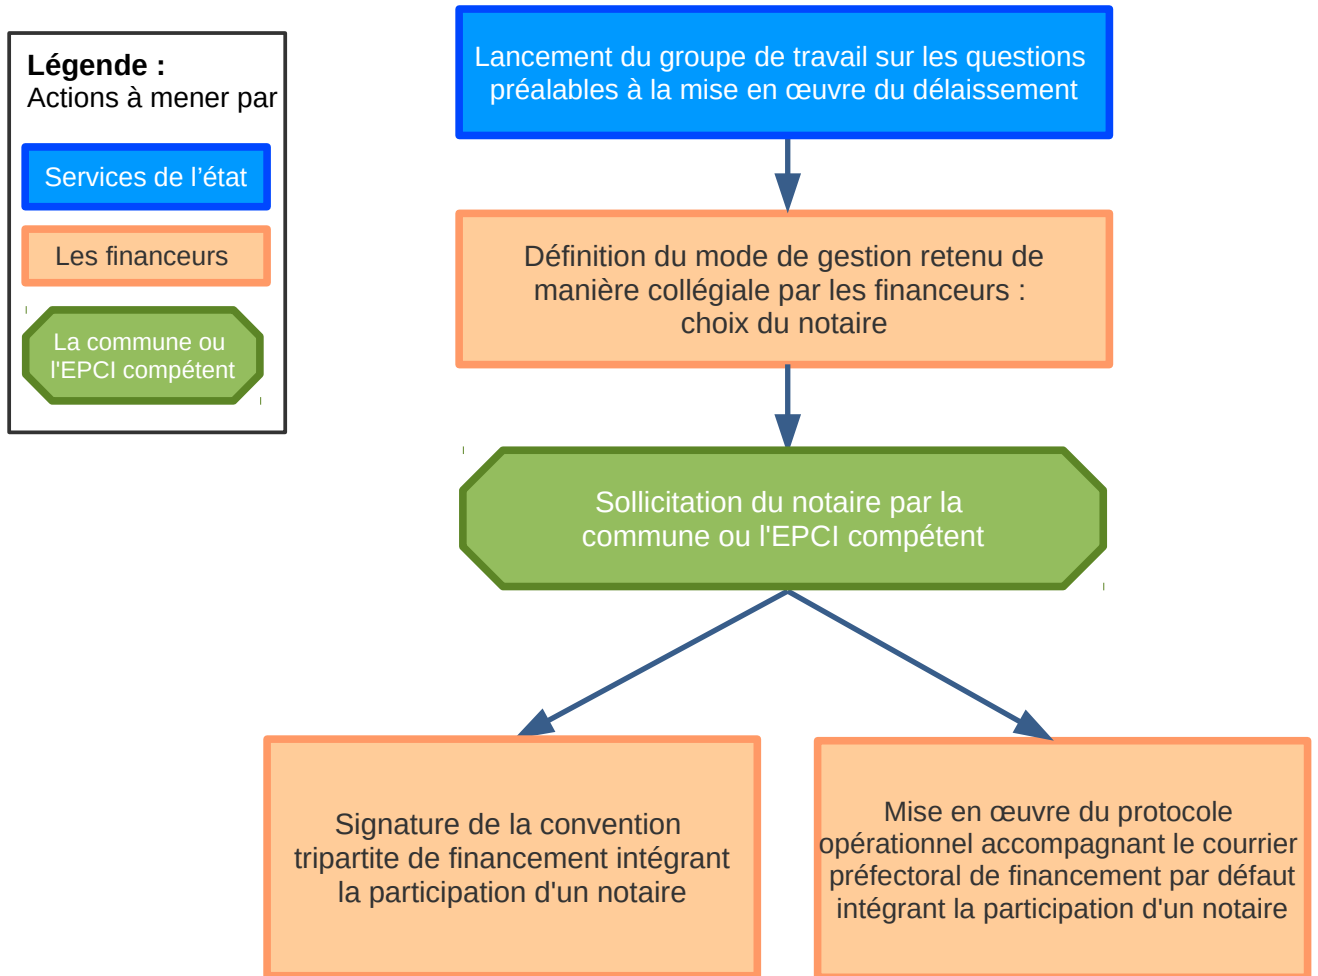 Légende :
Actions à mener par
Services de l’état
Les financeurs
La commune ou
l'EPCI compétent
Lancement du groupe de travail sur les questions
préalables à la mise en œuvre du délaissement
Définition du mode de gestion retenu de
manière collégiale par les financeurs :
choix du notaire
Sollicitation du notaire par la
commune ou l'EPCI compétent
Signature de la convention
tripartite de financement intégrant
la participation d'un notaire
Mise en œuvre du protocole
opérationnel accompagnant le courrier
préfectoral de financement par défaut
intégrant la participation d'un notaire